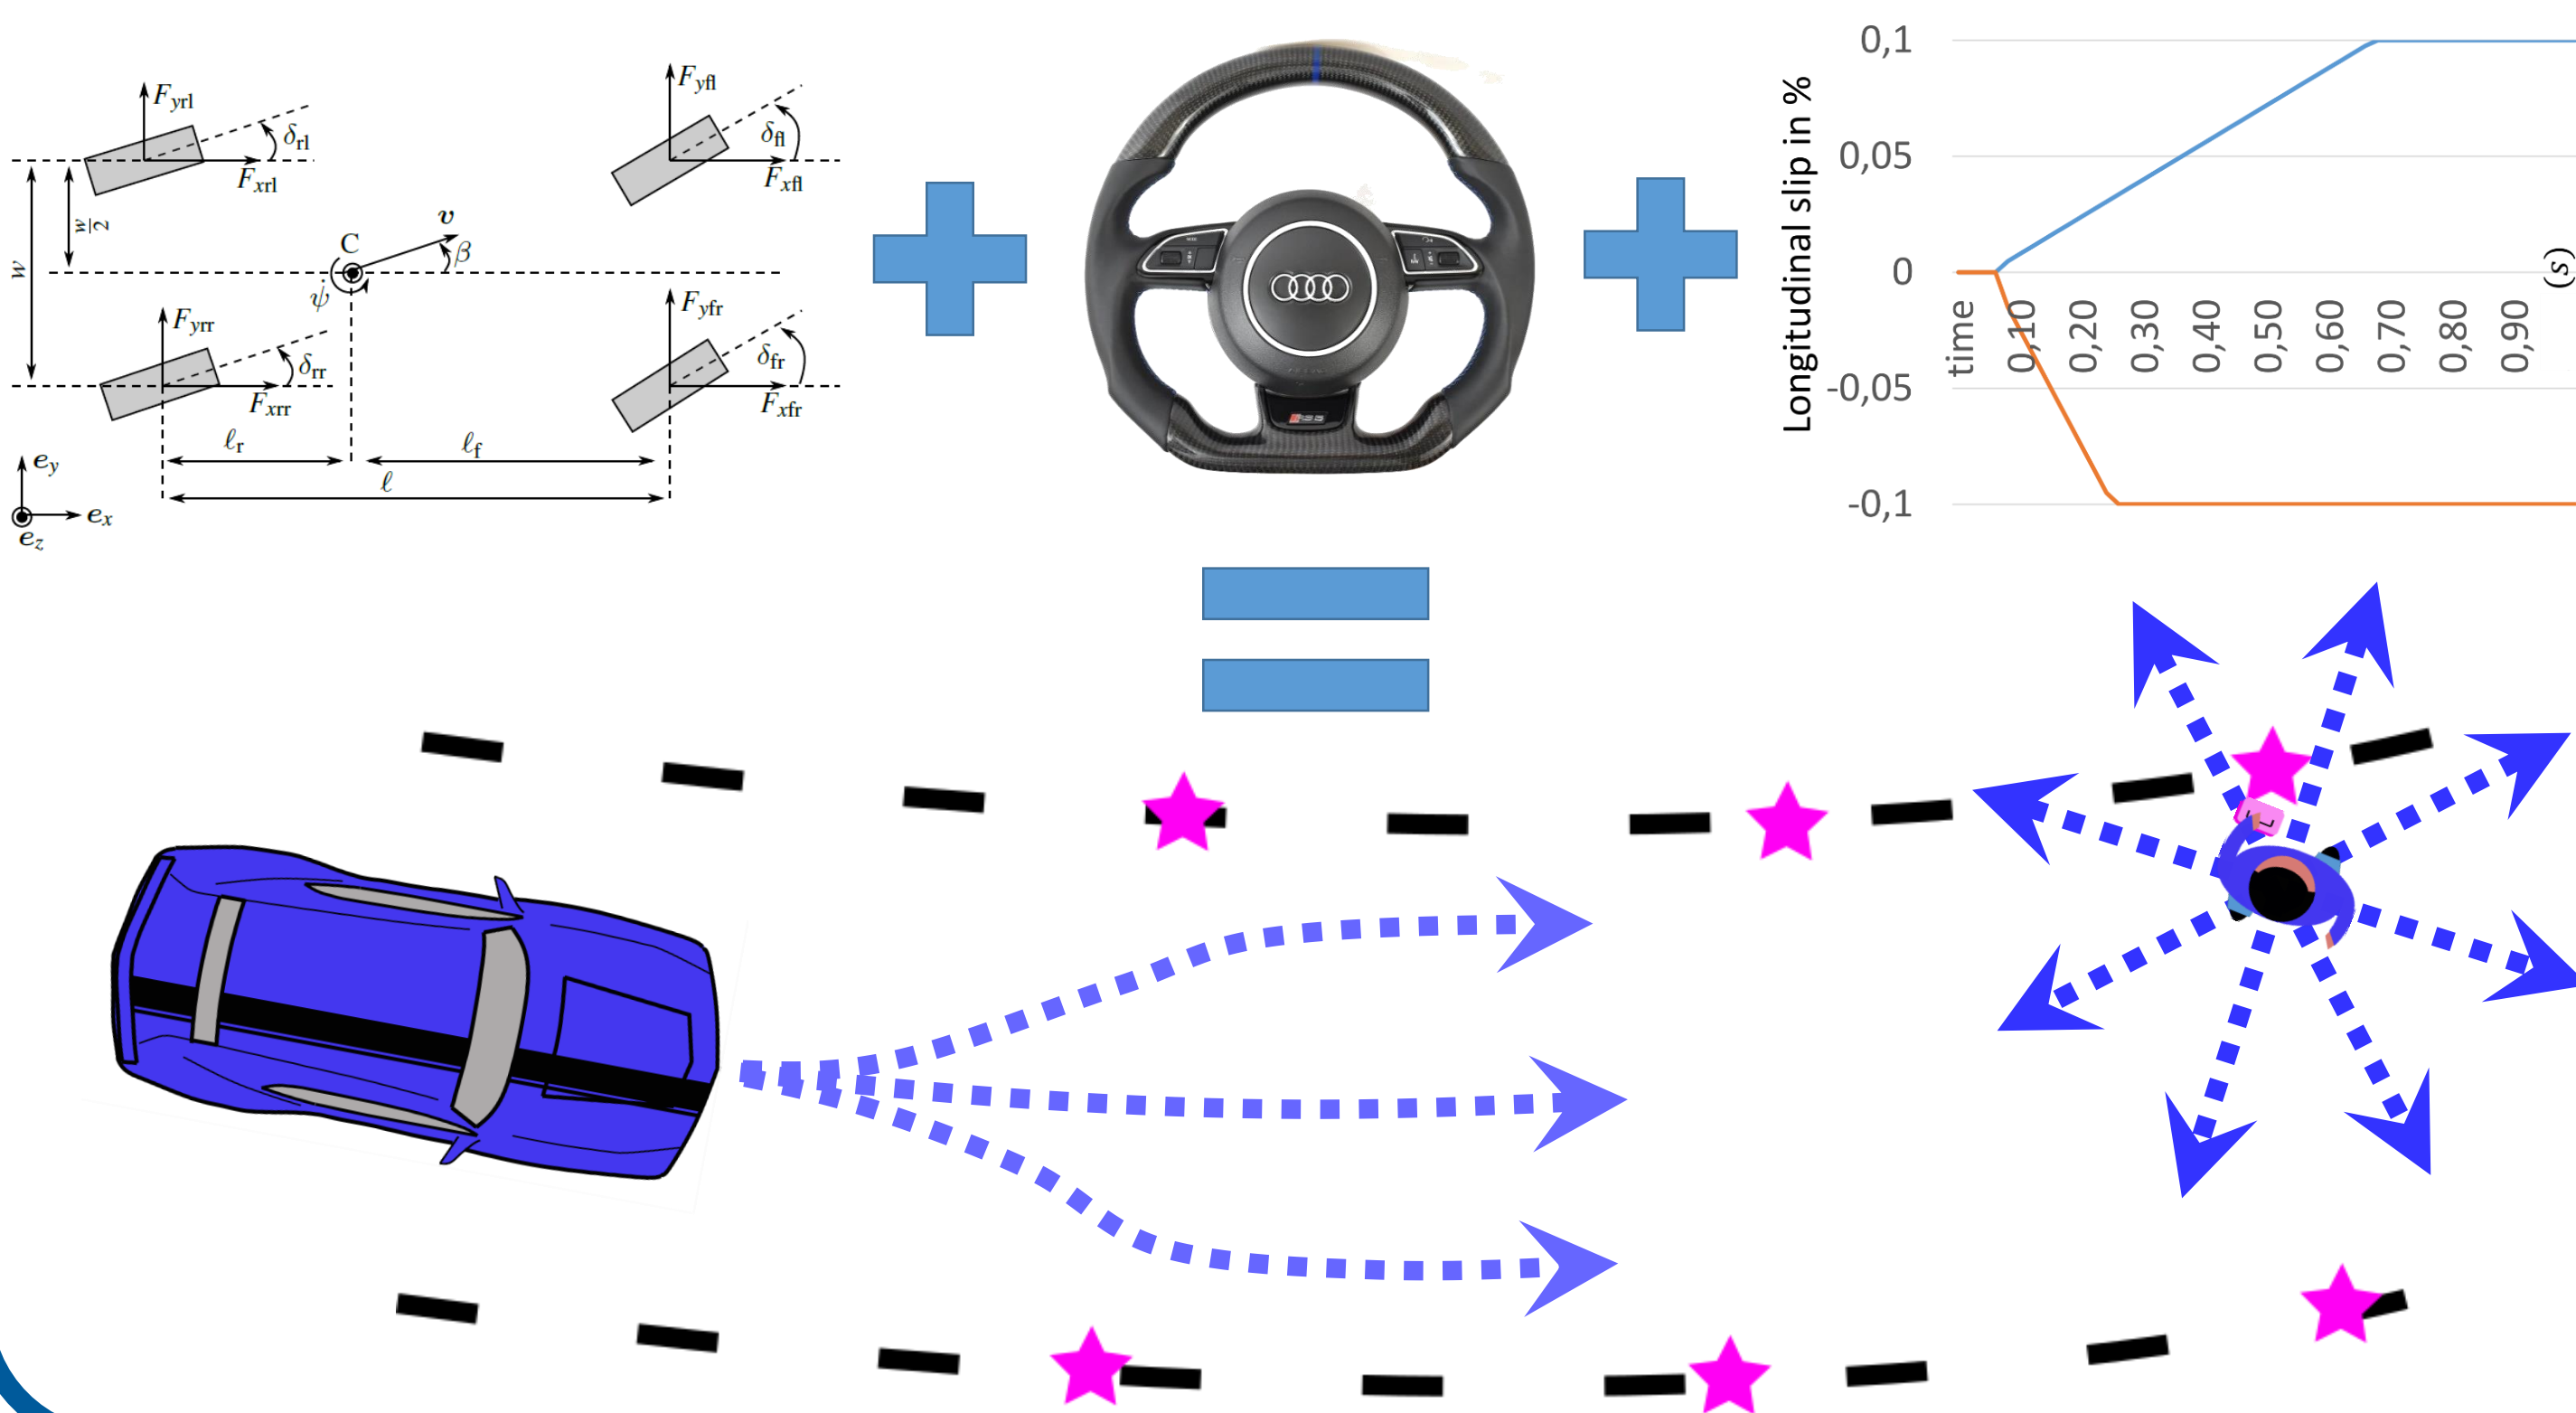 F_yrl
δ_rl
F_xrl
F_yfl
δ_fl
F_xfl
w
w/2
C
v
β
ψ̇
F_yrr
δ_rr
F_xrr
F_yfr
δ_fr
F_xfr
ℓ_r
ℓ_f
ℓ
e_y
e_x
e_z
Longitudinal slip in %
0,1
0,05
0
-0,05
-0,1
time
0,10
0,20
0,30
0,40
0,50
0,60
0,70
0,80
0,90
(s)